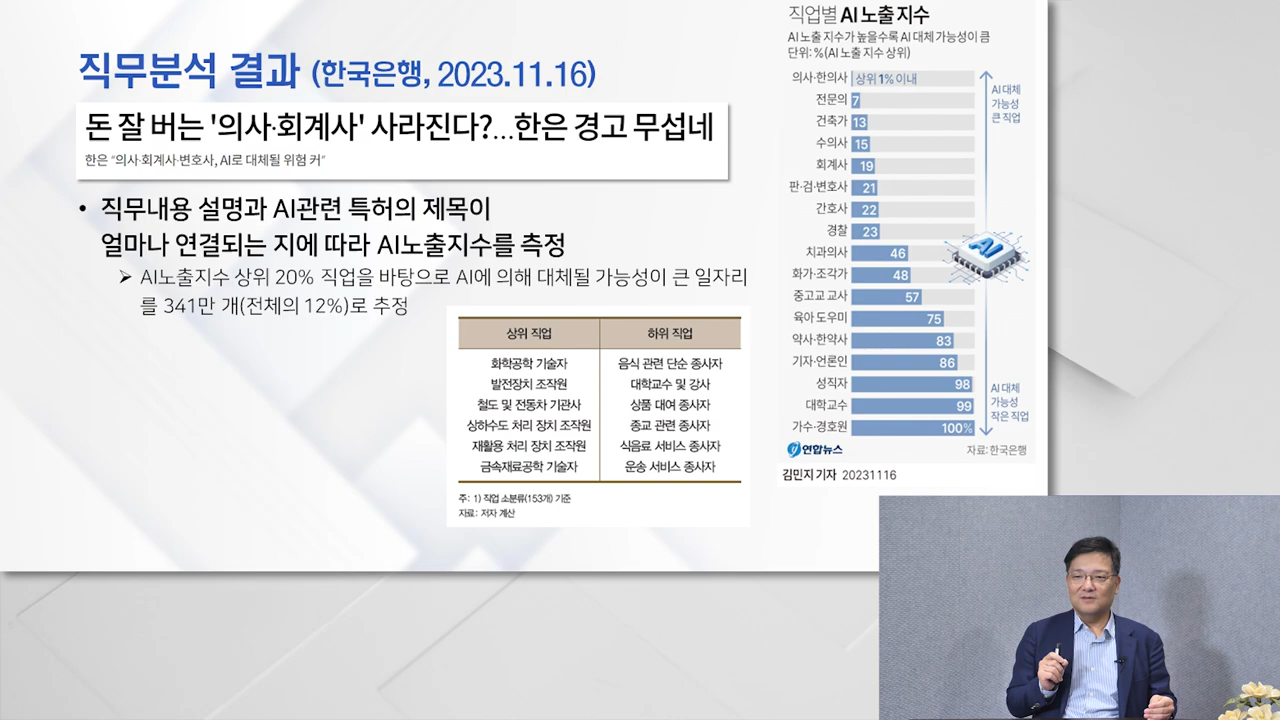 직무분석 결과 (한국은행, 2023.11.16)
돈 잘 버는 '의사·회계사' 사라진다?...한은 경고 무섭네
한은 "의사·회계사·변호사, AI로 대체될 위험 커"
• 직무내용 설명과 AI관련 특허의 제목이
얼마나 연결되는 지에 따라 AI노출지수를 측정
➢ AI노출지수 상위 20% 직업을 바탕으로 AI에 의해 대체될 가능성이 큰 일자리
를 341만 개(전체의 12%)로 추정
상위 직업 하위 직업
화학공학 기술자 음식 관련 단순 종사자
발전장치 조작원 대학교수 및 강사
철도 및 전동차 기관사 상품 대여 종사자
상하수도 처리 장치 조작원 종교 관련 종사자
재활용 처리 장치 조작원 식음료 서비스 종사자
금속재료공학 기술자 운송 서비스 종사자
주: 1) 직업 소분류(153개) 기준
자료: 저자 계산
직업별 AI 노출 지수
AI 노출 지수가 높을수록 AI 대체 가능성이 큼
단위: %(AI 노출 지수 상위)
의사·한의사 상위 1% 이내
전문의 7
건축가 13
수의사 15
회계사 19
판·검·변호사 21
간호사 22
경찰 23
치과의사 46
화가·조각가 48
중고교 교사 57
육아 도우미 75
약사·한약사 83
기자·언론인 86
성직자 98
대학교수 99
가수·경호원 100%
AI 대체
가능성
큰 직업
AI
AI 대체
가능성
작은 직업
연합뉴스 자료: 한국은행
김민지 기자 20231116